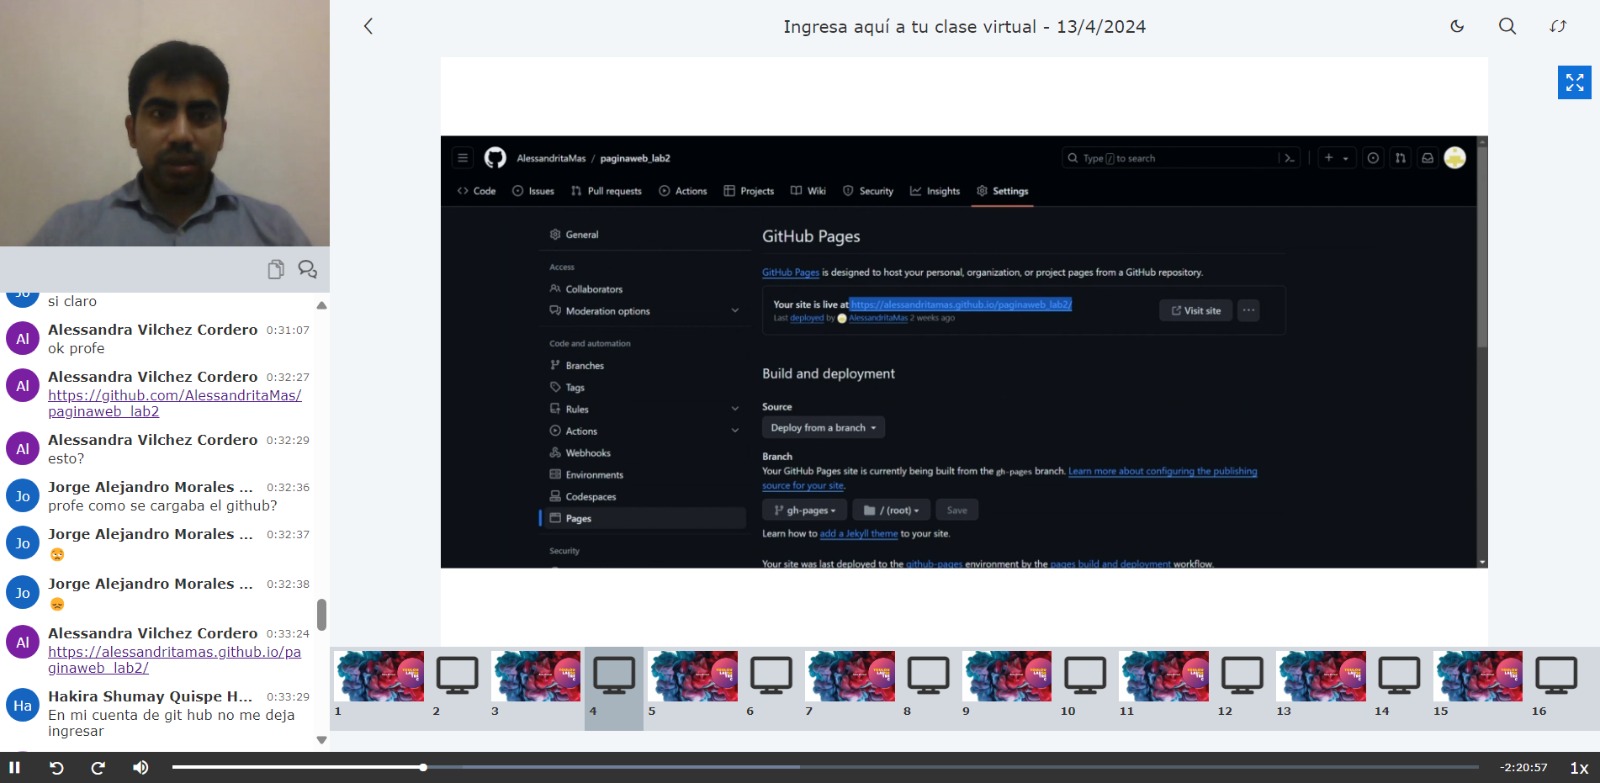 Ingresa aquí a tu clase virtual - 13/4/2024
Jo
si claro
Al
Alessandra Vilchez Cordero 0:31:07
ok profe
Al
Alessandra Vilchez Cordero 0:32:27
https://github.com/AlessandritaMas/
paginaweb_lab2
Al
Alessandra Vilchez Cordero 0:32:29
esto?
Jo
Jorge Alejandro Morales ... 0:32:36
profe como se cargaba el github?
Jo
Jorge Alejandro Morales ... 0:32:37
Jo
Jorge Alejandro Morales ... 0:32:38
Al
Alessandra Vilchez Cordero 0:33:24
https://alessandritamas.github.io/pa
ginaweb_lab2/
Ha
Hakira Shumay Quispe H... 0:33:29
En mi cuenta de git hub no me deja
ingresar
AlessandritaMas / paginaweb_lab2
Type / to search
Code Issues Pull requests Actions Projects Wiki Security Insights Settings
General
Access
Collaborators
Moderation options
Code and automation
Branches
Tags
Rules
Actions
Webhooks
Environments
Codespaces
Pages
Security
GitHub Pages
GitHub Pages is designed to host your personal, organization, or project pages from a GitHub repository.
Your site is live at https://alessandritamas.github.io/paginaweb_lab2/
Last deployed by AlessandritaMas 2 weeks ago
Visit site
Build and deployment
Source
Deploy from a branch
Branch
Your GitHub Pages site is currently being built from the gh-pages branch. Learn more about configuring the publishing
source for your site.
gh-pages / (root) Save
Learn how to add a Jekyll theme to your site.
Your site was last deployed to the github-pages environment by the pages build and deployment workflow.
1 2 3 4 5 6 7 8 9 10 11 12 13 14 15 16
-2:20:57 1x